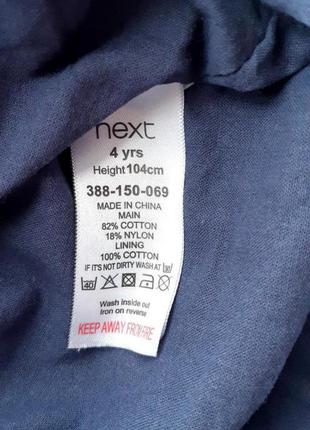 next
4 yrs
Height 104cm
388-150-069
MADE IN CHINA
MAIN
82% COTTON
18% NYLON
LINING
100% COTTON
IF IT'S NOT DIRTY WASH AT 30
40
Wash inside out
Iron on reverse
KEEP AWAY FROM FIRE